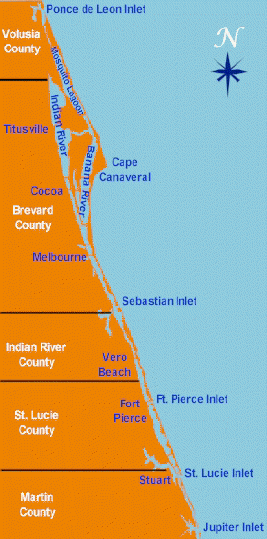 Ponce de Leon Inlet
Volusia
County
N
Mosquito Lagoon
Indian River
Titusville
Banana River
Cape
Canaveral
Cocoa
Brevard
County
Melbourne
Sebastian Inlet
Indian River
County
Vero
Beach
Ft. Pierce Inlet
Fort
Pierce
St. Lucie
County
St. Lucie Inlet
Stuart
Martin
County
Jupiter Inlet